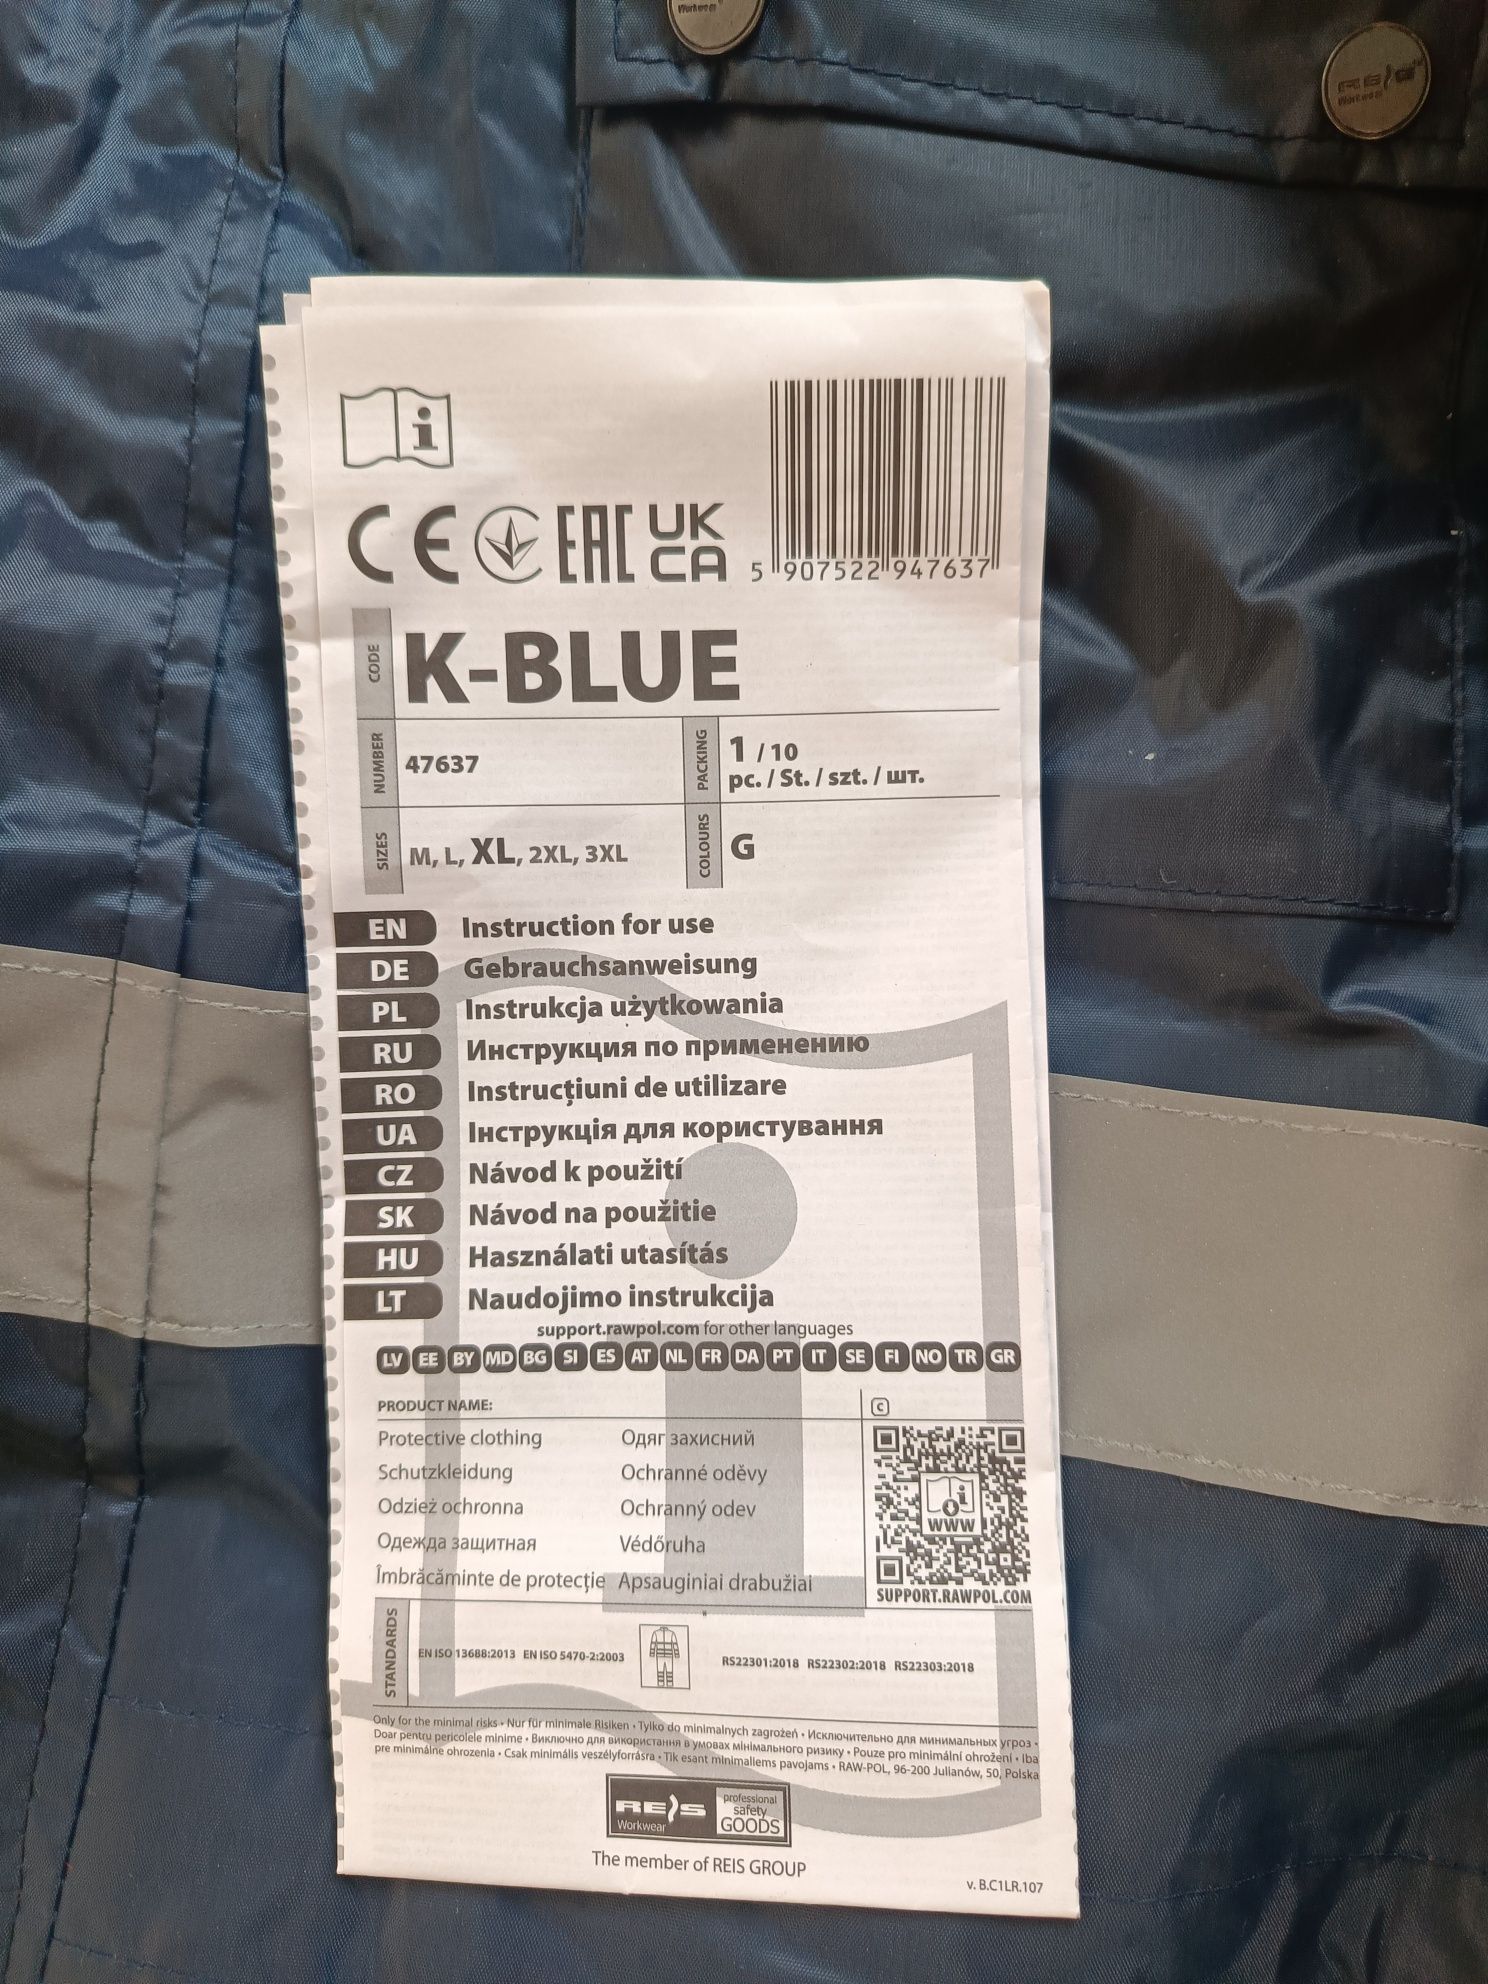 Workwear
REIS
Workwear
i
CE EAC UK
CA
5 907522 947637
CODE K-BLUE
NUMBER 47637
PACKING 1 / 10
pc. / St. / szt. / шт.
SIZES M, L, XL, 2XL, 3XL
COLOURS G
EN Instruction for use
DE Gebrauchsanweisung
PL Instrukcja użytkowania
RU Инструкция по применению
RO Instrucțiuni de utilizare
UA Інструкція для користування
CZ Návod k použití
SK Návod na použitie
HU Használati utasítás
LT Naudojimo instrukcija
support.rawpol.com for other languages
LV EE BY MD BG SI ES AT NL FR DA PT IT SE FI NO TR GR
PRODUCT NAME:
C
Protective clothing Одяг захисний
Schutzkleidung Ochranné oděvy
Odzież ochronna Ochranný odev
Одежда защитная Védőruha
Îmbrăcăminte de protecție Apsauginiai drabužiai
i
WWW
SUPPORT.RAWPOL.COM
STANDARDS
EN ISO 13688:2013 EN ISO 5470-2:2003
RS22301:2018 RS22302:2018 RS22303:2018
Only for the minimal risks • Nur für minimale Risiken • Tylko do minimalnych zagrożeń • Исключительно для минимальных угроз •
Doar pentru pericolele minime • Виключно для використання в умовах мінімального ризику • Pouze pro minimální ohrožení • Iba
pre minimálne ohrozenia • Csak minimális veszélyforrásra • Tik esant minimaliems pavojams • RAW-POL, 96-200 Julianów, 50, Polska
REIS
Workwear
professional
safety
GOODS
The member of REIS GROUP
v. B.C1LR.107